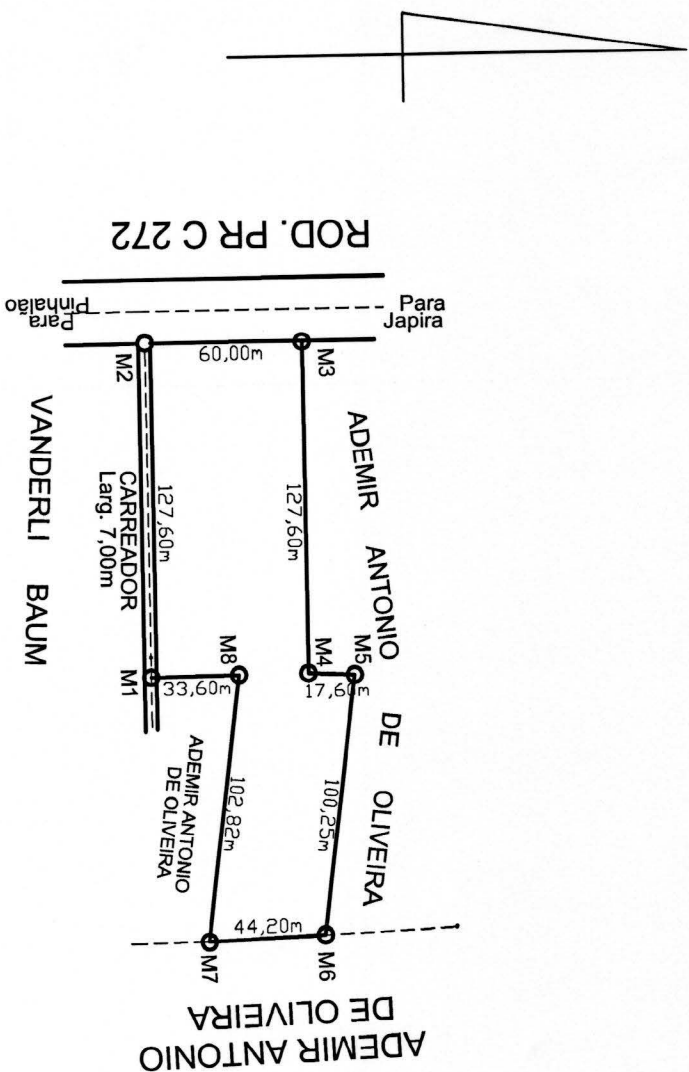 ROD. PR C 272
Para
Pinhalão
Para
Japira
M2
60,00m
M3
VANDERLI BAUM
CARREADOR
Larg. 7,00m
127,60m
127,60m
ADEMIR ANTONIO DE OLIVEIRA
M1
33,60m
M8
M4
17,60m
M5
ADEMIR ANTONIO
DE OLIVEIRA
102,82m
100,25m
M7
44,20m
M6
ADEMIR ANTONIO
DE OLIVEIRA